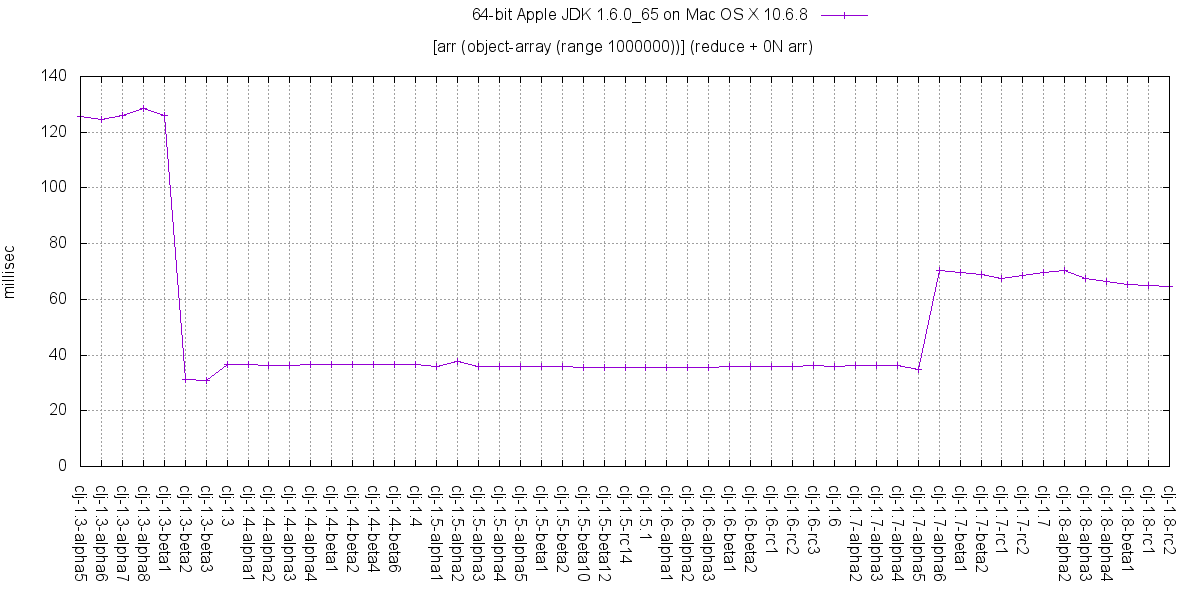 64-bit Apple JDK 1.6.0_65 on Mac OS X 10.6.8
[arr (object-array (range 1000000))] (reduce + 0N arr)
millisec
140
120
100
80
60
40
20
0
clj-1.3-alpha5
clj-1.3-alpha6
clj-1.3-alpha7
clj-1.3-alpha8
clj-1.3-beta1
clj-1.3-beta2
clj-1.3-beta3
clj-1.3
clj-1.4-alpha1
clj-1.4-alpha2
clj-1.4-alpha3
clj-1.4-alpha4
clj-1.4-beta1
clj-1.4-beta2
clj-1.4-beta4
clj-1.4-beta6
clj-1.4
clj-1.5-alpha1
clj-1.5-alpha2
clj-1.5-alpha3
clj-1.5-alpha4
clj-1.5-alpha5
clj-1.5-beta1
clj-1.5-beta2
clj-1.5-beta10
clj-1.5-beta12
clj-1.5-rc14
clj-1.5.1
clj-1.6-alpha1
clj-1.6-alpha2
clj-1.6-alpha3
clj-1.6-beta1
clj-1.6-beta2
clj-1.6-rc1
clj-1.6-rc2
clj-1.6-rc3
clj-1.6
clj-1.7-alpha2
clj-1.7-alpha3
clj-1.7-alpha4
clj-1.7-alpha5
clj-1.7-alpha6
clj-1.7-beta1
clj-1.7-beta2
clj-1.7-rc1
clj-1.7-rc2
clj-1.7
clj-1.8-alpha2
clj-1.8-alpha3
clj-1.8-alpha4
clj-1.8-beta1
clj-1.8-rc1
clj-1.8-rc2